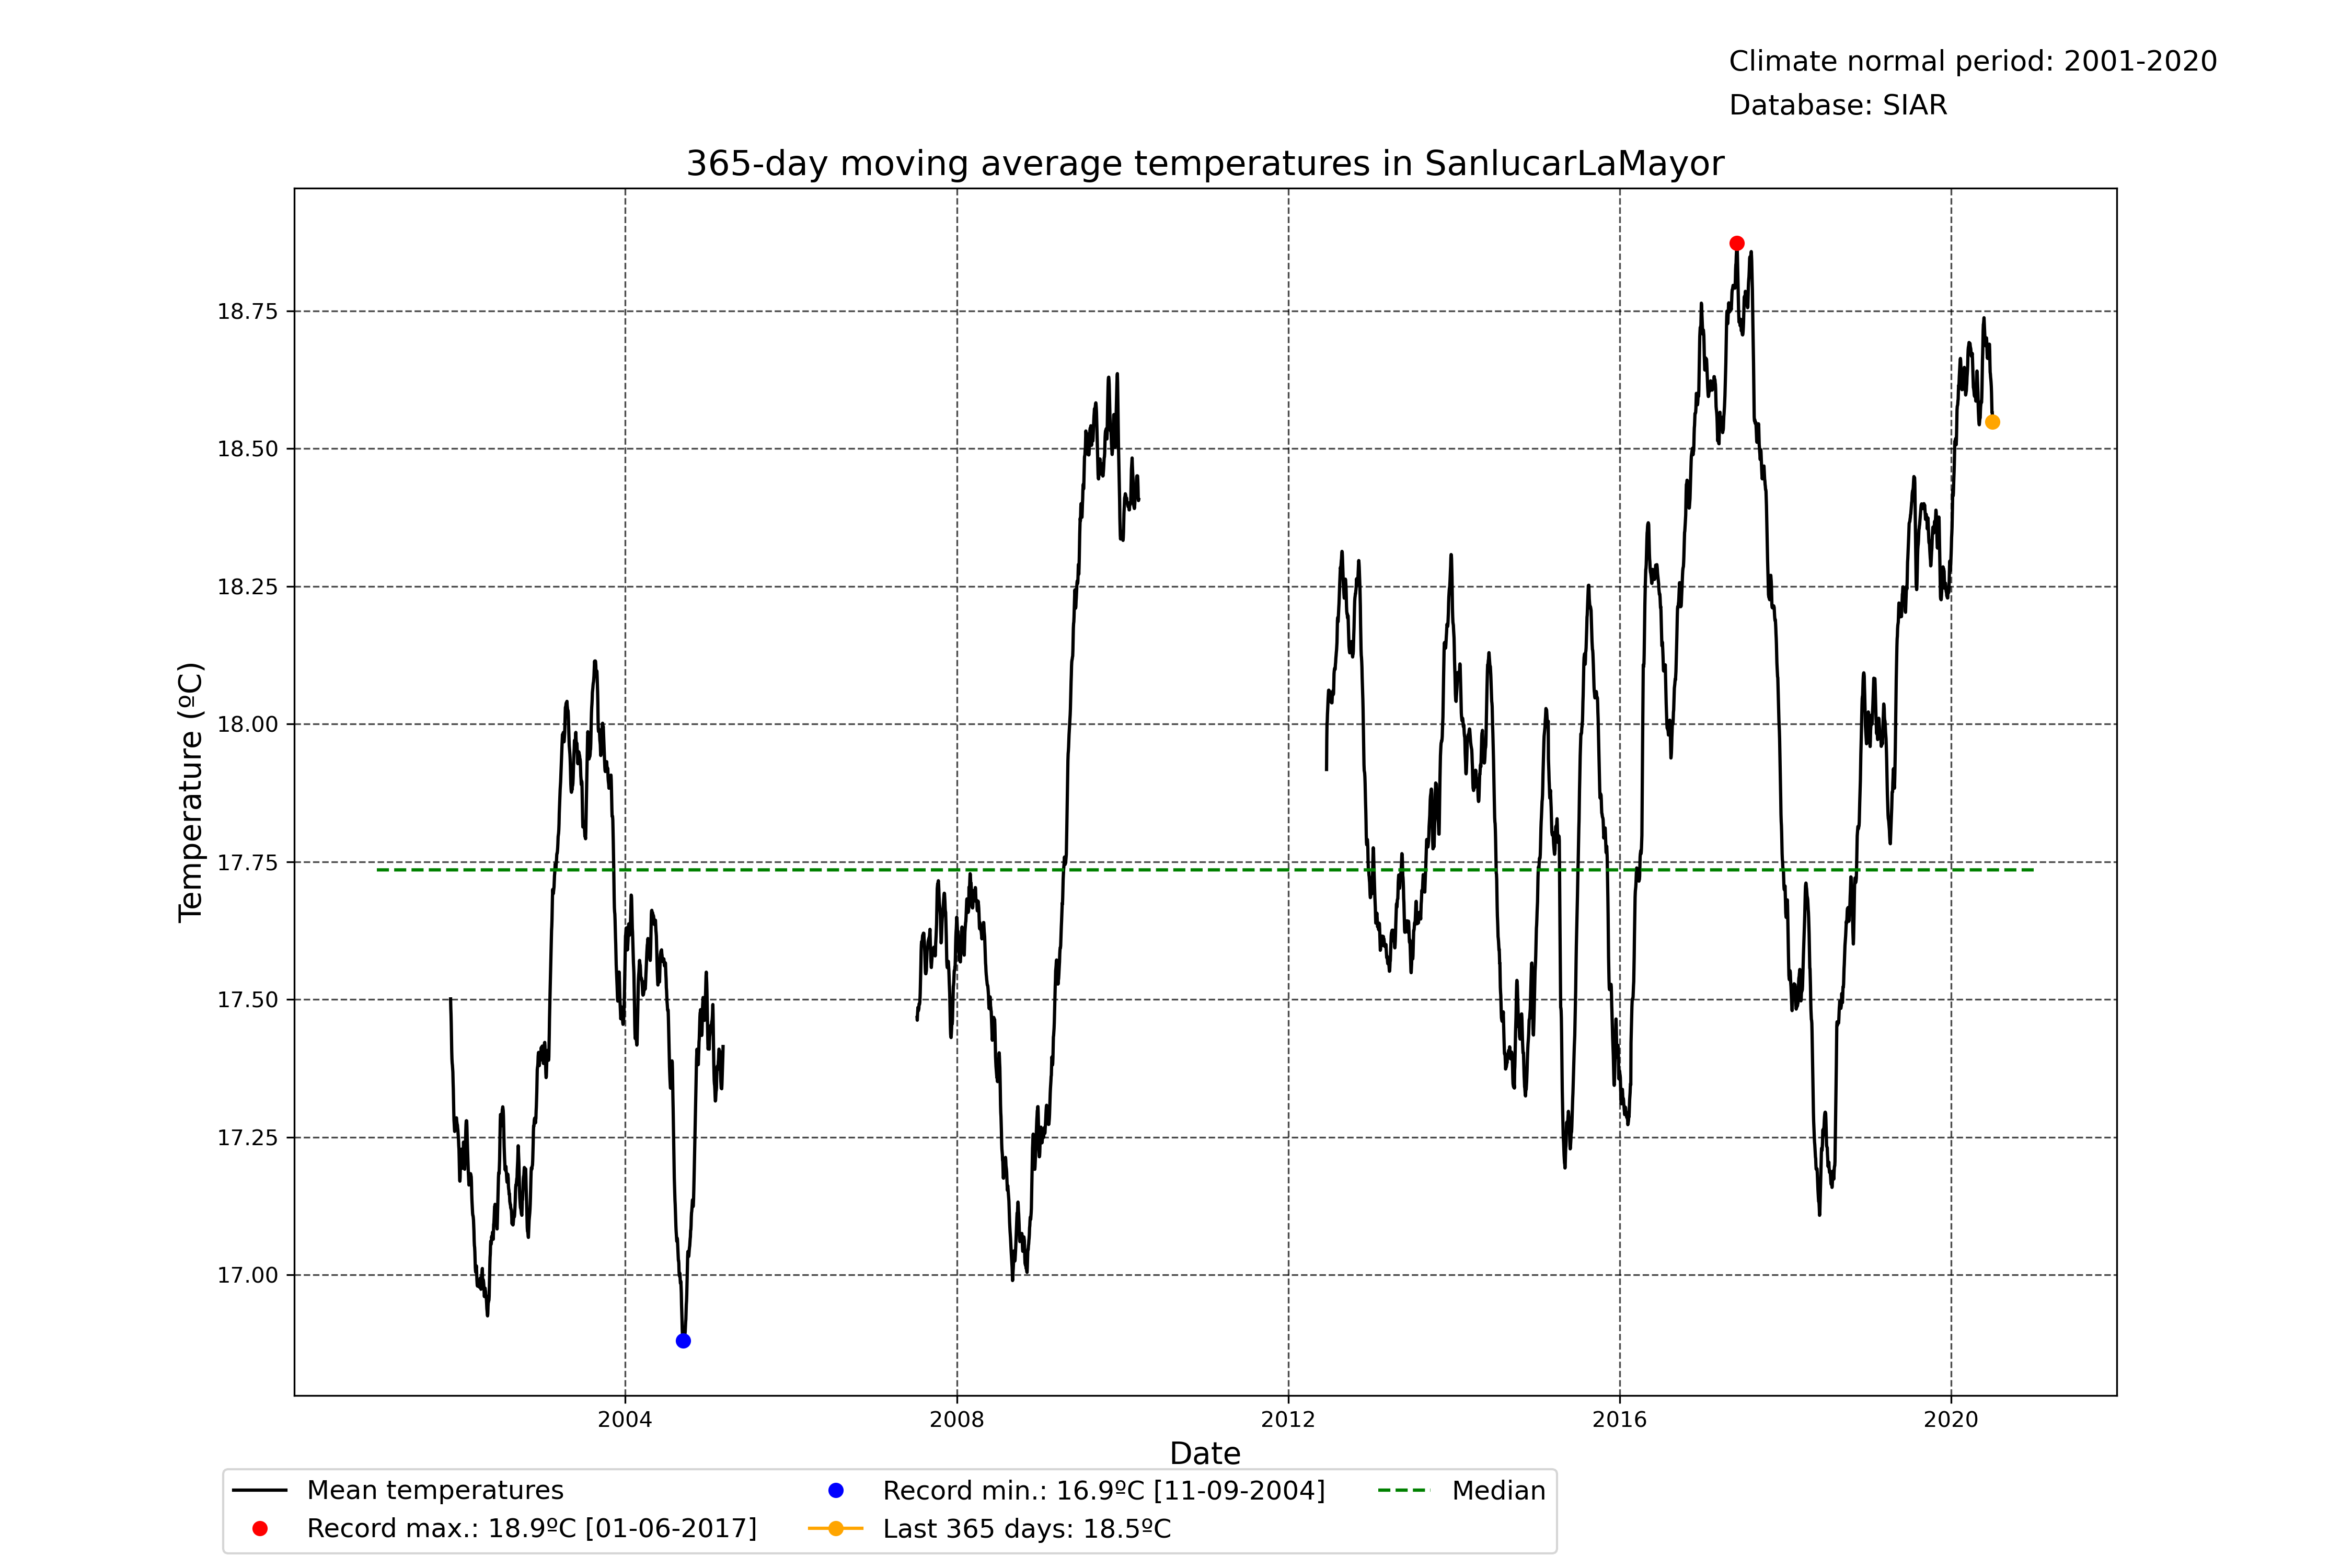 Climate normal period: 2001-2020
Database: SIAR
365-day moving average temperatures in SanlucarLaMayor
Temperature (ºC)
18.75
18.50
18.25
18.00
17.75
17.50
17.25
17.00
2004
2008
2012
2016
2020
Date
Mean temperatures
Record max.: 18.9ºC [01-06-2017]
Record min.: 16.9ºC [11-09-2004]
Last 365 days: 18.5ºC
Median